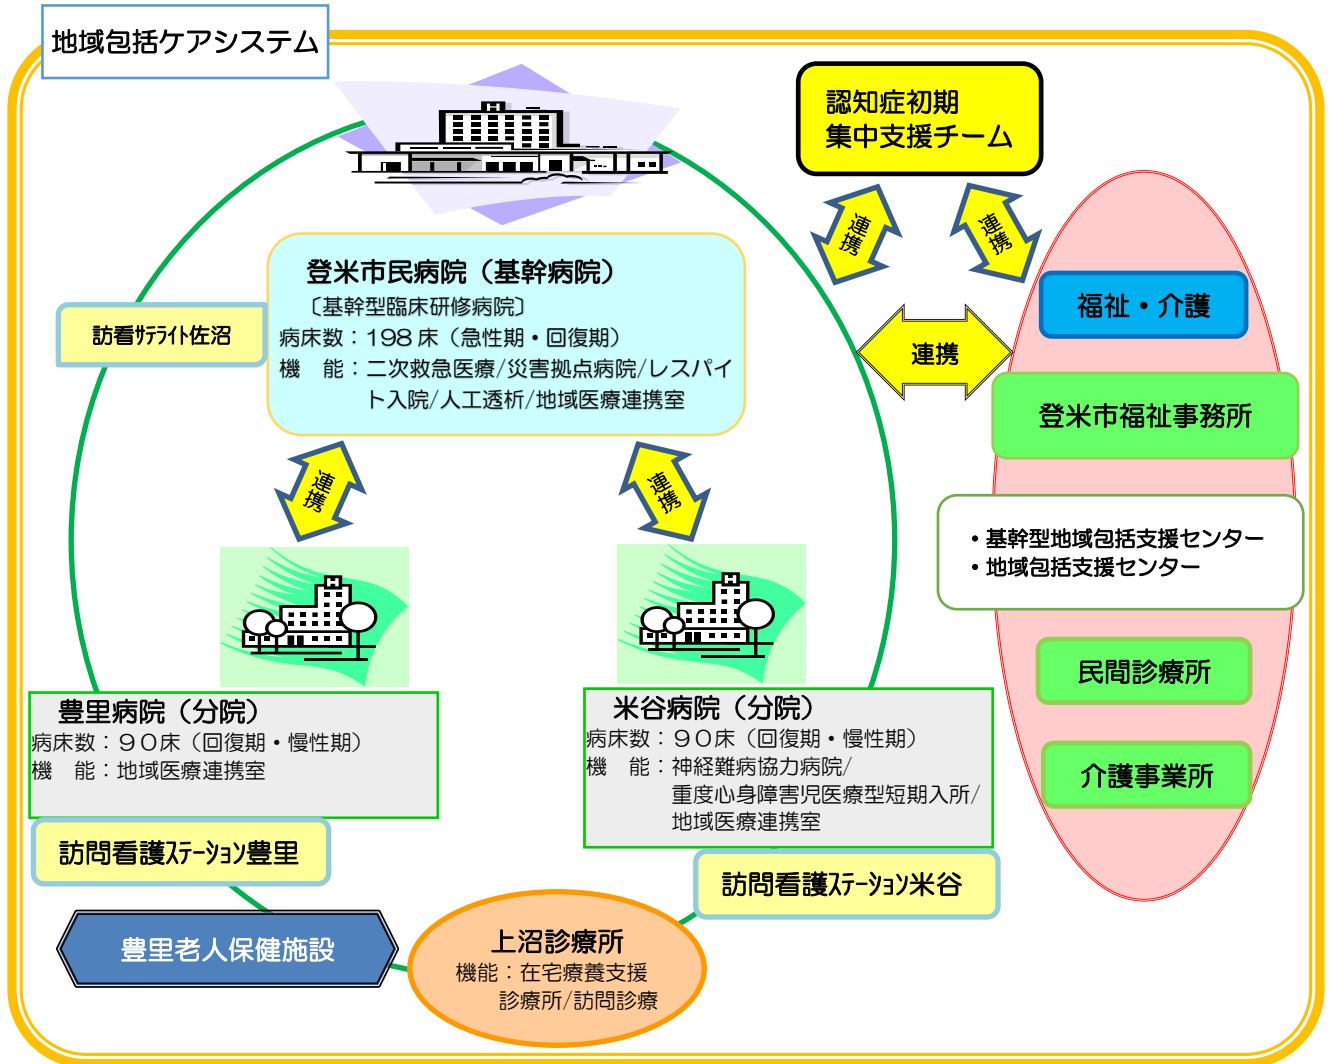 地域包括ケアシステム
認知症初期
集中支援チーム
連携
連携
登米市民病院（基幹病院）
〔基幹型臨床研修病院〕
病床数：198床（急性期・回復期）
機　能：二次救急医療/災害拠点病院/レスパイ
ト入院/人工透析/地域医療連携室
訪看ｻﾃﾗｲﾄ佐沼
連携
福祉・介護
登米市福祉事務所
・基幹型地域包括支援センター
・地域包括支援センター
民間診療所
介護事業所
連携
連携
豊里病院（分院）
病床数：９０床（回復期・慢性期）
機　能：地域医療連携室
米谷病院（分院）
病床数：９０床（回復期・慢性期）
機　能：神経難病協力病院/
重度心身障害児医療型短期入所/
地域医療連携室
訪問看護ｽﾃｰｼｮﾝ豊里
訪問看護ｽﾃｰｼｮﾝ米谷
豊里老人保健施設
上沼診療所
機能：在宅療養支援
診療所/訪問診療